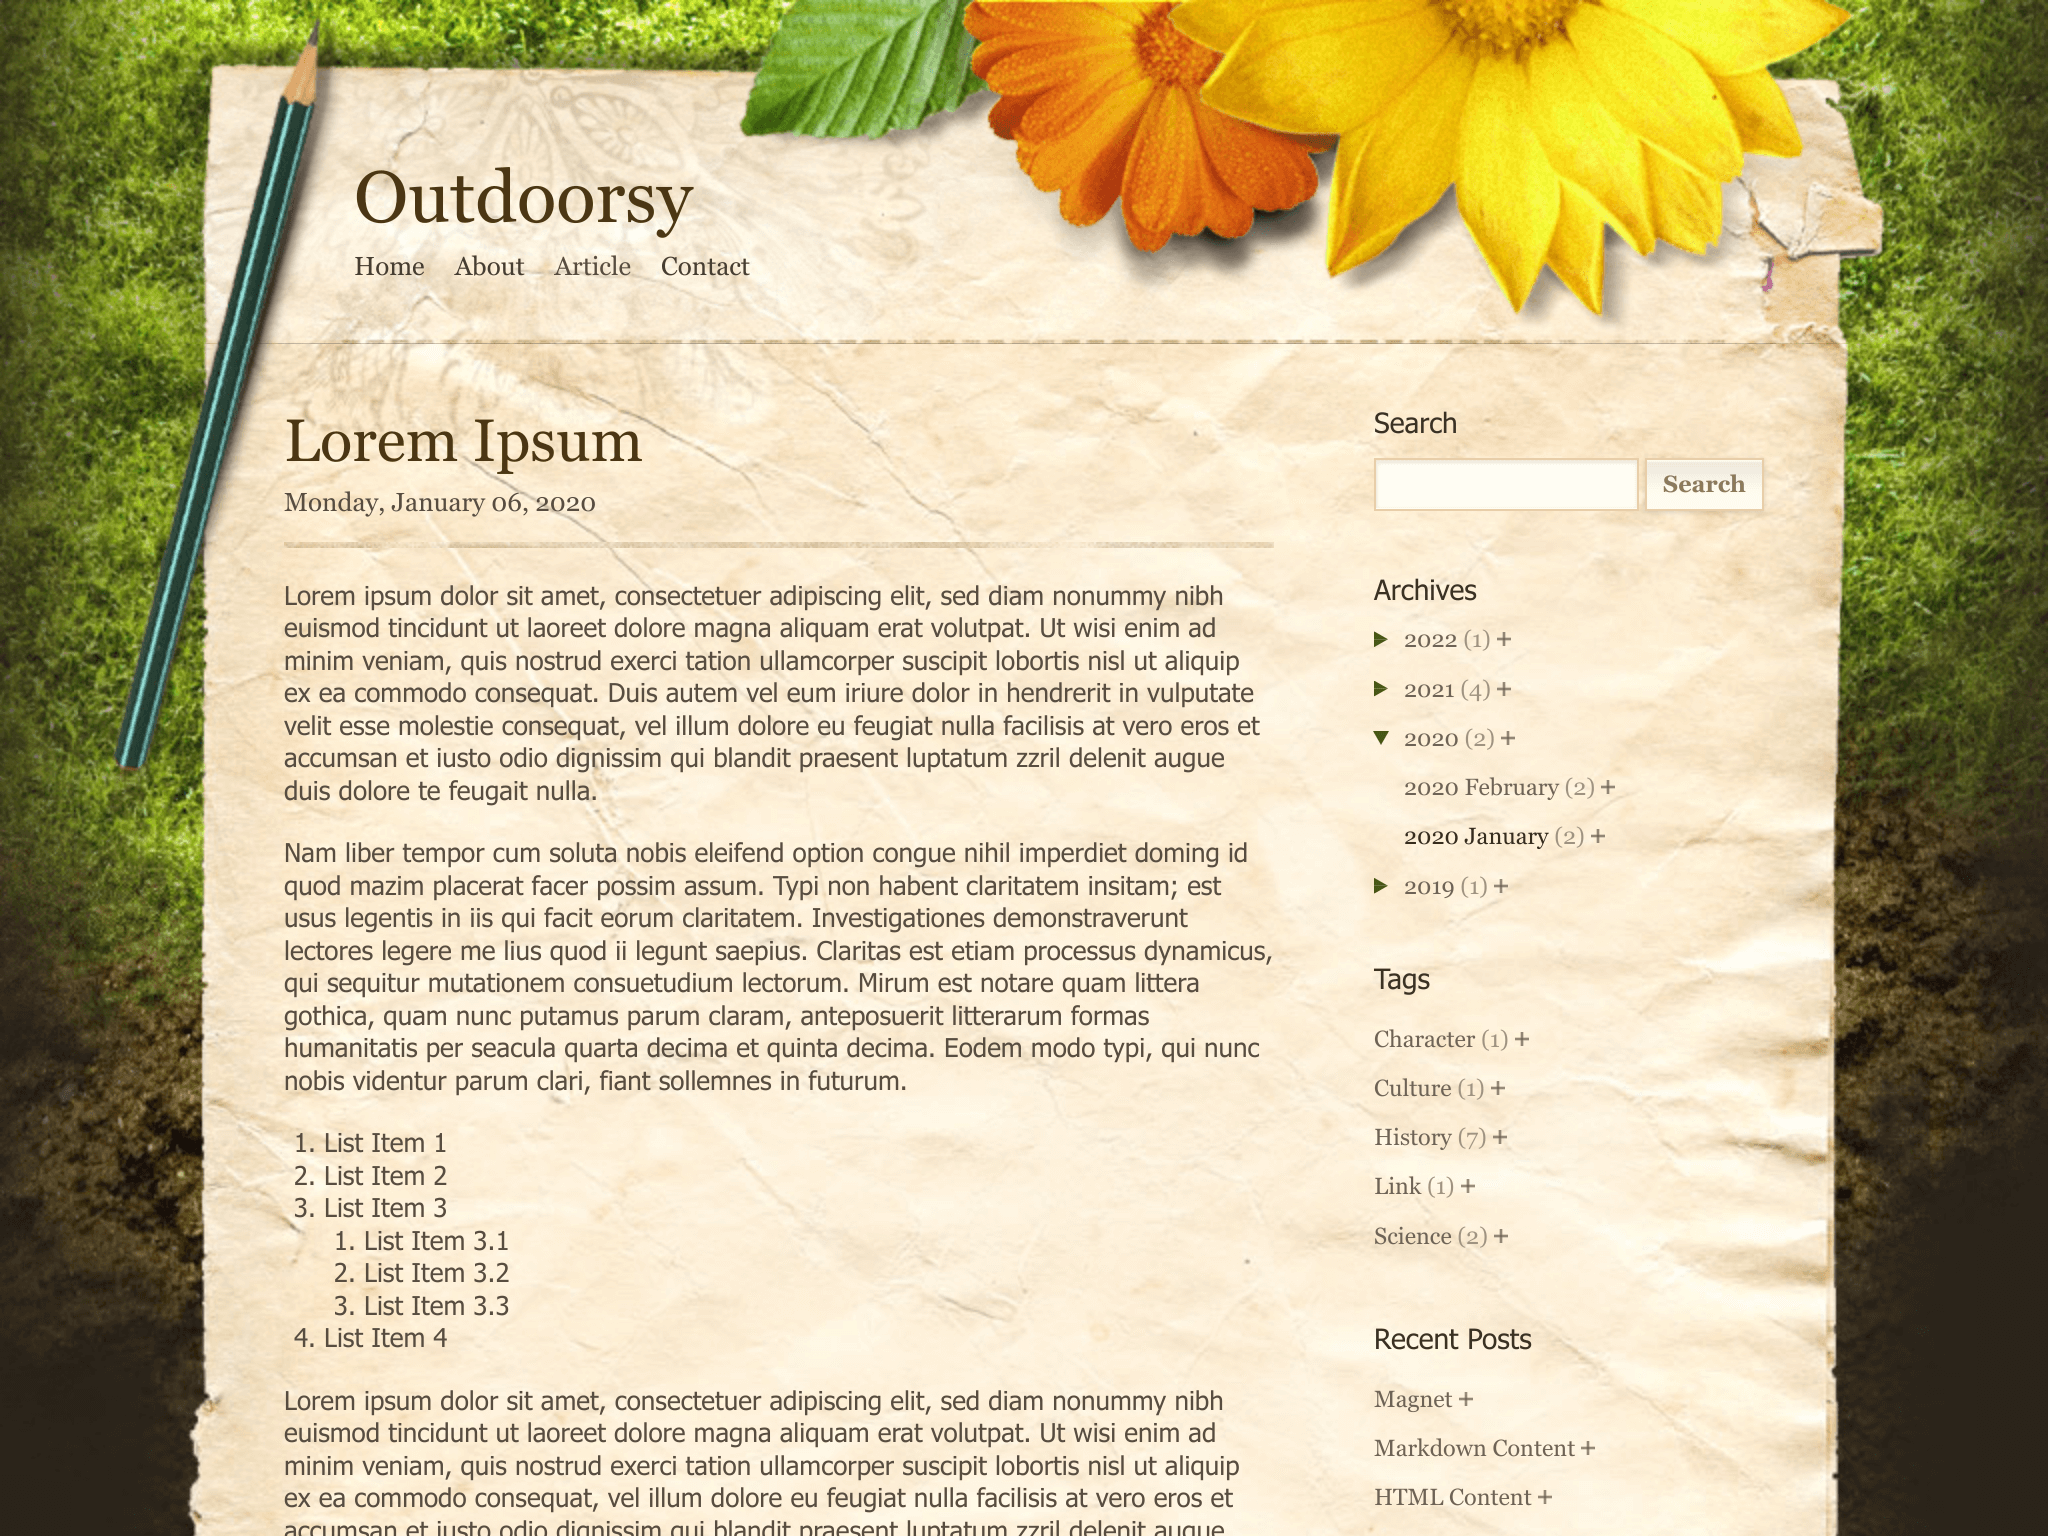 Outdoorsy
Home About Article Contact
Lorem Ipsum
Monday, January 06, 2020
Lorem ipsum dolor sit amet, consectetuer adipiscing elit, sed diam nonummy nibh
euismod tincidunt ut laoreet dolore magna aliquam erat volutpat. Ut wisi enim ad
minim veniam, quis nostrud exerci tation ullamcorper suscipit lobortis nisl ut aliquip
ex ea commodo consequat. Duis autem vel eum iriure dolor in hendrerit in vulputate
velit esse molestie consequat, vel illum dolore eu feugiat nulla facilisis at vero eros et
accumsan et iusto odio dignissim qui blandit praesent luptatum zzril delenit augue
duis dolore te feugait nulla.
Nam liber tempor cum soluta nobis eleifend option congue nihil imperdiet doming id
quod mazim placerat facer possim assum. Typi non habent claritatem insitam; est
usus legentis in iis qui facit eorum claritatem. Investigationes demonstraverunt
lectores legere me lius quod ii legunt saepius. Claritas est etiam processus dynamicus,
qui sequitur mutationem consuetudium lectorum. Mirum est notare quam littera
gothica, quam nunc putamus parum claram, anteposuerit litterarum formas
humanitatis per seacula quarta decima et quinta decima. Eodem modo typi, qui nunc
nobis videntur parum clari, fiant sollemnes in futurum.
1. List Item 1
2. List Item 2
3. List Item 3
1. List Item 3.1
2. List Item 3.2
3. List Item 3.3
4. List Item 4
Lorem ipsum dolor sit amet, consectetuer adipiscing elit, sed diam nonummy nibh
euismod tincidunt ut laoreet dolore magna aliquam erat volutpat. Ut wisi enim ad
minim veniam, quis nostrud exerci tation ullamcorper suscipit lobortis nisl ut aliquip
ex ea commodo consequat, vel illum dolore eu feugiat nulla facilisis at vero eros et
accumsan et iusto odio dignissim qui blandit praesent luptatum zzril delenit augue
Search
Search
Archives
2022 (1) +
2021 (4) +
2020 (2) +
2020 February (2) +
2020 January (2) +
2019 (1) +
Tags
Character (1) +
Culture (1) +
History (7) +
Link (1) +
Science (2) +
Recent Posts
Magnet +
Markdown Content +
HTML Content +